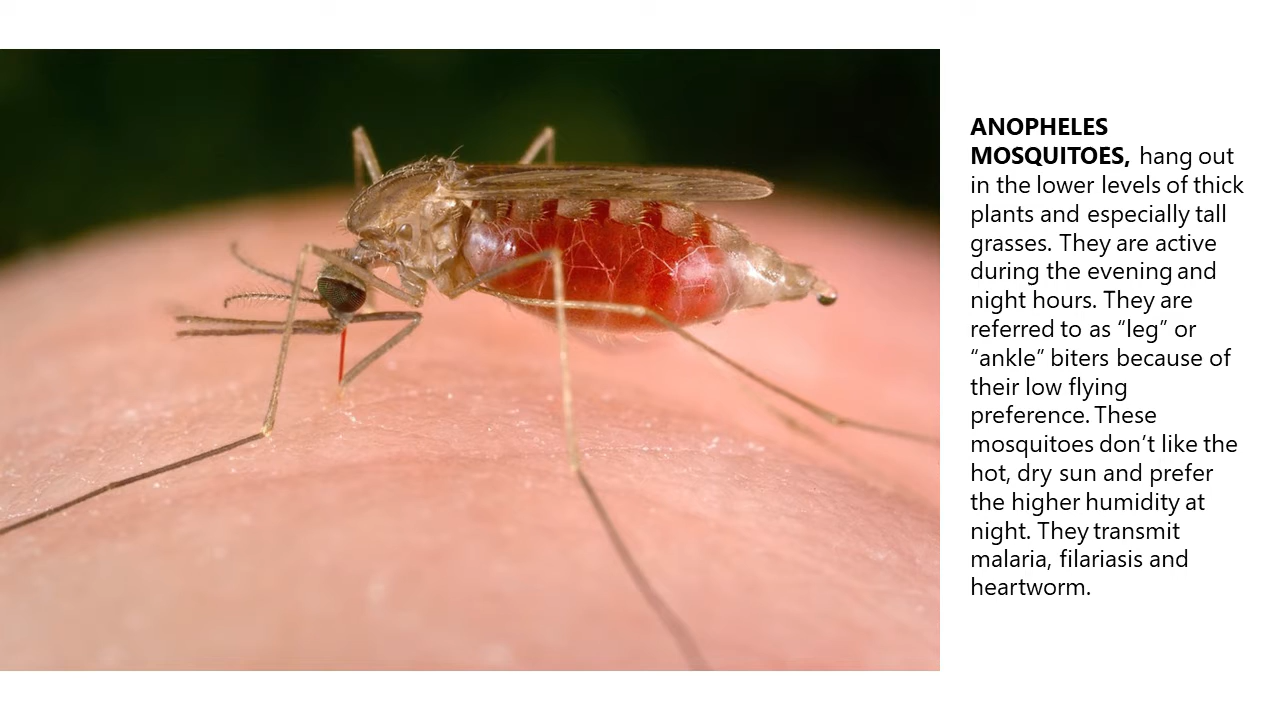 ANOPHELES
MOSQUITOES, hang out
in the lower levels of thick
plants and especially tall
grasses. They are active
during the evening and
night hours. They are
referred to as “leg” or
“ankle” biters because of
their low flying
preference. These
mosquitoes don’t like the
hot, dry sun and prefer
the higher humidity at
night. They transmit
malaria, filariasis and
heartworm.